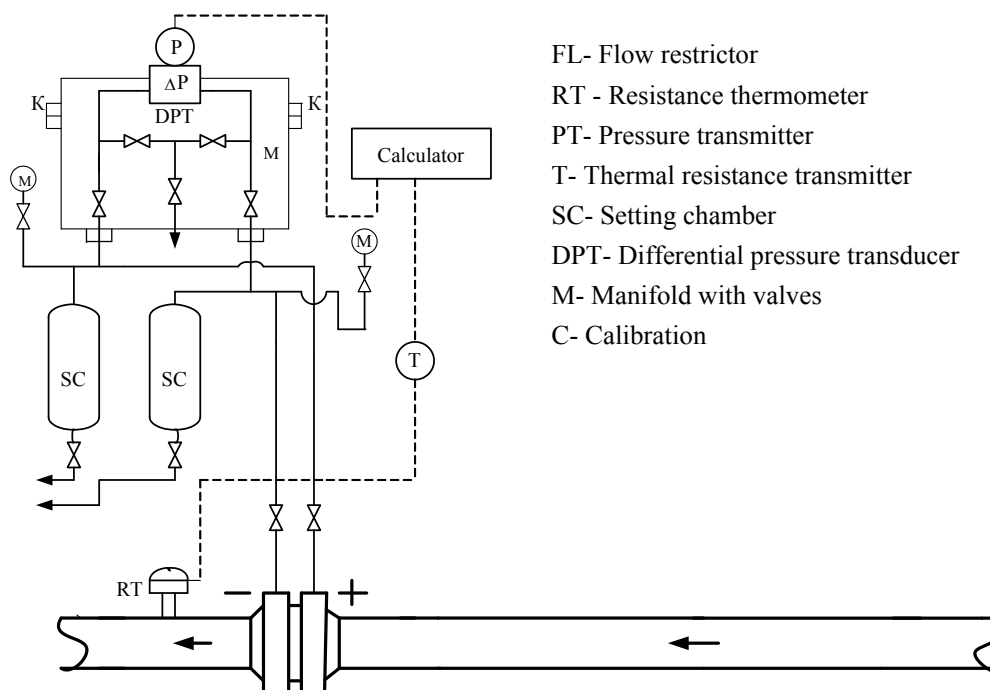 P
ΔP
K
K
DPT
M
Calculator
M
M
SC
SC
T
RT
− +
FL- Flow restrictor
RT - Resistance thermometer
PT- Pressure transmitter
T- Thermal resistance transmitter
SC- Setting chamber
DPT- Differential pressure transducer
M- Manifold with valves
C- Calibration